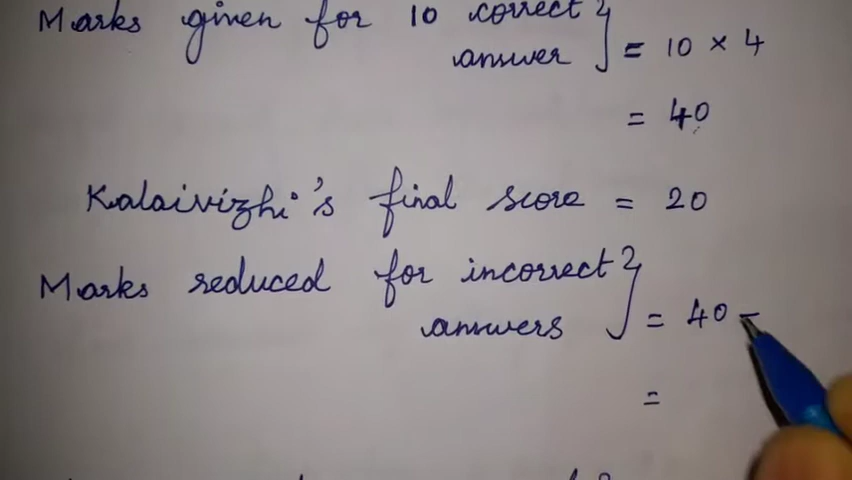 Marks given for 10 correct
answer } = 10 × 4
= 40
Kalaivizhi's final score = 20
Marks reduced for incorrect
answers } = 40 -
=